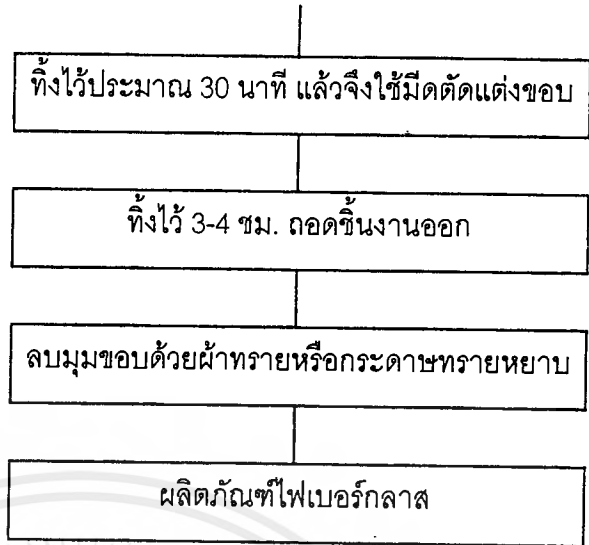 ทิ้งไว้ประมาณ 30 นาที แล้วจึงใช้มีดตัดแต่งขอบ
ทิ้งไว้ 3-4 ชม. ถอดชิ้นงานออก
ลบมุมขอบด้วยผ้าทรายหรือกระดาษทรายหยาบ
ผลิตภัณฑ์ไฟเบอร์กลาส